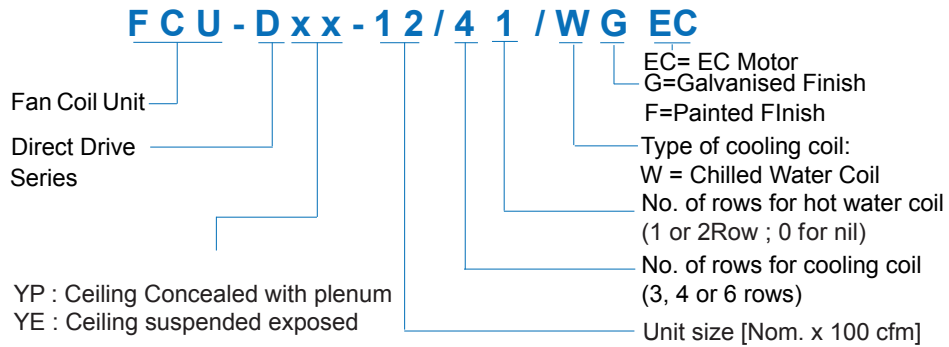 F C U - D x x - 1 2 / 4 1 / W G EC
EC= EC Motor
G=Galvanised Finish
F=Painted FInish
Fan Coil Unit
Direct Drive
Series
Type of cooling coil:
W = Chilled Water Coil
No. of rows for hot water coil
(1 or 2Row ; 0 for nil)
No. of rows for cooling coil
(3, 4 or 6 rows)
YP : Ceiling Concealed with plenum
YE : Ceiling suspended exposed
Unit size [Nom. x 100 cfm]